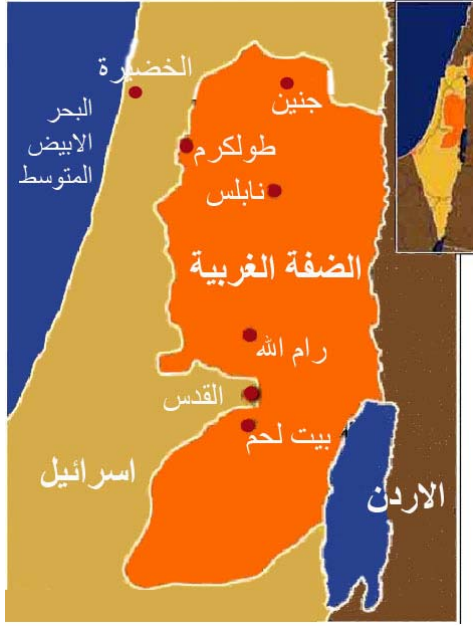 الخضيرة
جنين
البحر
الابيض
المتوسط
طولكرم
نابلس
الضفة الغربية
رام الله
القدس
بيت لحم
اسرائيل
الاردن